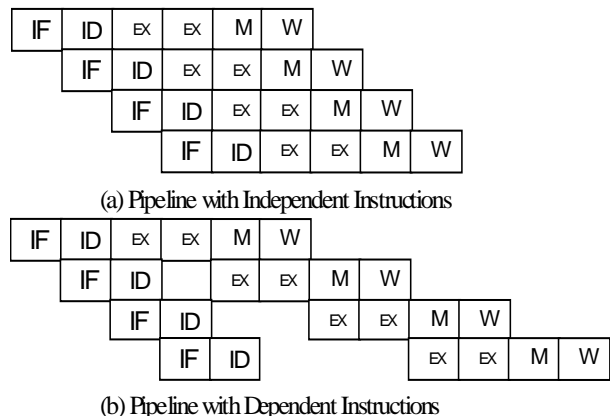 IF ID EX EX M W
IF ID EX EX M W
IF ID EX EX M W
IF ID EX EX M W
(a) Pipeline with Independent Instructions
IF ID EX EX M W
IF ID EX EX M W
IF ID EX EX M W
IF ID EX EX M W
(b) Pipeline with Dependent Instructions